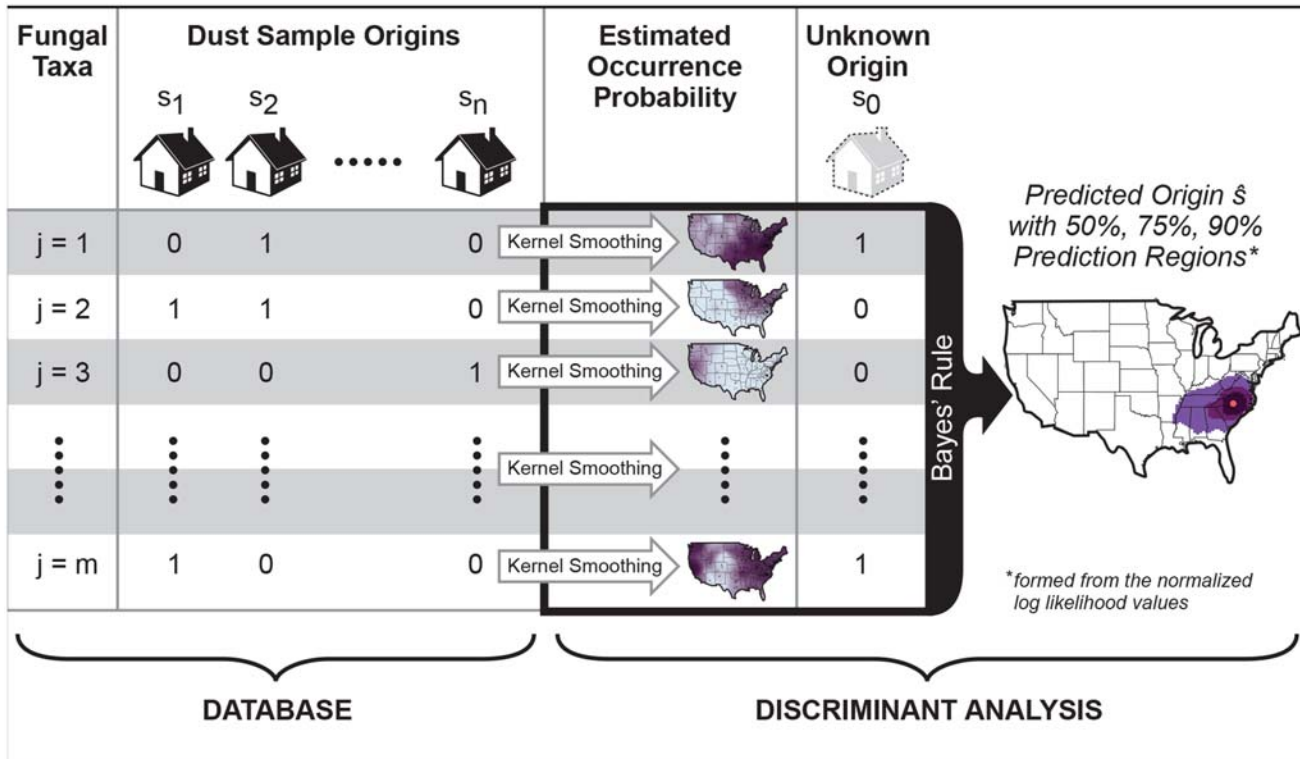 Fungal
Taxa
Dust Sample Origins
Estimated
Occurrence
Probability
Unknown
Origin
s1
s2
sn
s0
Predicted Origin ŝ
with 50%, 75%, 90%
Prediction Regions*
j = 1
0
1
0
Kernel Smoothing
1
j = 2
1
1
0
Kernel Smoothing
0
j = 3
0
0
1
Kernel Smoothing
0
Kernel Smoothing
j = m
1
0
0
Kernel Smoothing
1
Bayes' Rule
*formed from the normalized
log likelihood values
DATABASE
DISCRIMINANT ANALYSIS